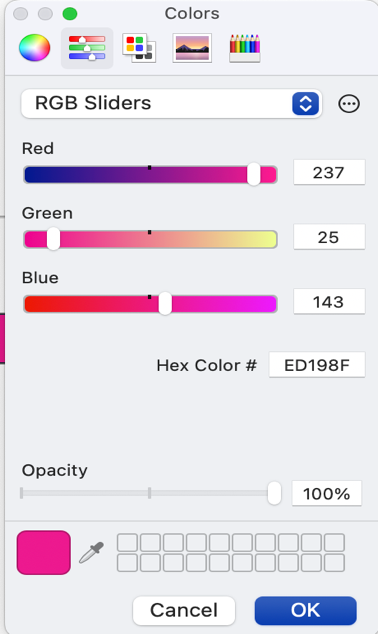 Colors
RGB Sliders
Red
237
Green
25
Blue
143
Hex Color # ED198F
Opacity
100%
Cancel OK